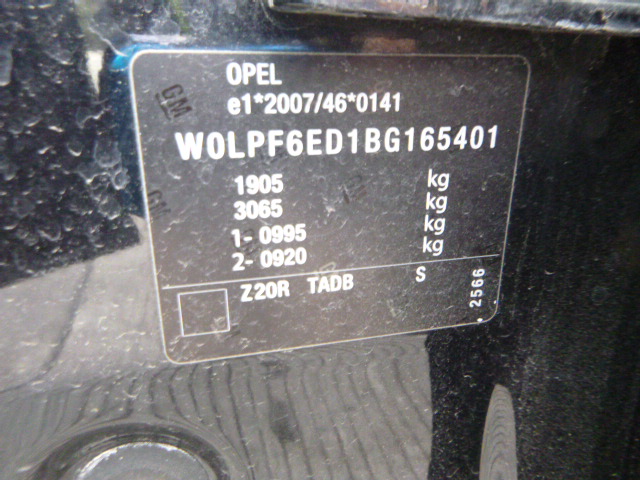 OPEL
e1*2007/46*0141
W0LPF6ED1BG165401
1905 kg
3065 kg
1- 0995 kg
2- 0920 kg
Z20R TADB S
.2566
GM